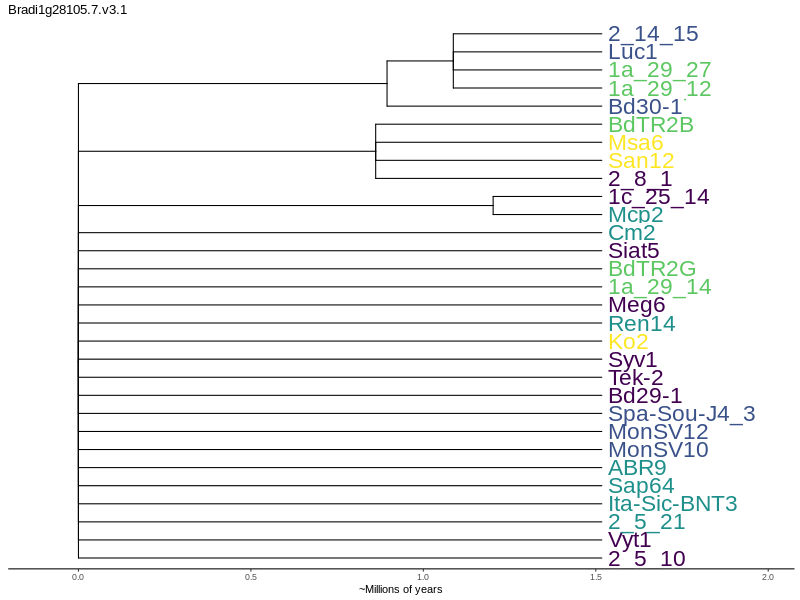 Bradi1g28105.7.v3.1
2_14_15
Luc1
1a_29_27
1a_29_12
Bd30-1
BdTR2B
Msa6
San12
2_8_1
1c_25_14
Mcp2
Cm2
Siat5
BdTR2G
1a_29_14
Meg6
Ren14
Ko2
Syv1
Tek-2
Bd29-1
Spa-Sou-J4_3
MonSV12
MonSV10
ABR9
Sap64
Ita-Sic-BNT3
2_5_21
Vyt1
2_5_10
0.0 0.5 1.0 1.5 2.0
~Millions of years